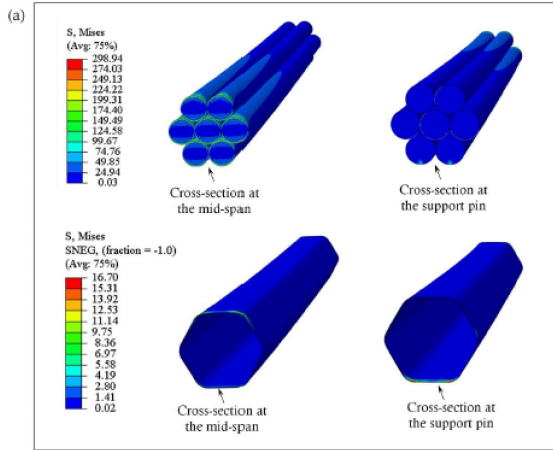 (a)
S, Mises
(Avg: 75%)
298.94
274.03
249.13
224.22
199.31
174.40
149.49
124.58
99.67
74.76
49.85
24.94
0.03
Cross-section at
the mid-span
Cross-section at
the support pin
S, Mises
SNEG, (fraction = -1.0)
(Avg: 75%)
16.70
15.31
13.92
12.53
11.14
9.75
8.36
6.97
5.58
4.19
2.80
1.41
0.02
Cross-section at
the mid-span
Cross-section at
the support pin